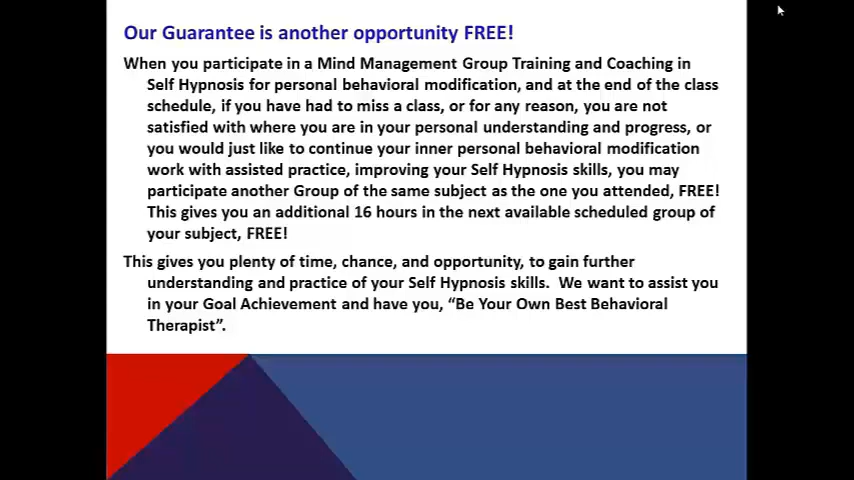 Our Guarantee is another opportunity FREE!
When you participate in a Mind Management Group Training and Coaching in
Self Hypnosis for personal behavioral modification, and at the end of the class
schedule, if you have had to miss a class, or for any reason, you are not
satisfied with where you are in your personal understanding and progress, or
you would just like to continue your inner personal behavioral modification
work with assisted practice, improving your Self Hypnosis skills, you may
participate another Group of the same subject as the one you attended, FREE!
This gives you an additional 16 hours in the next available scheduled group of
your subject, FREE!
This gives you plenty of time, chance, and opportunity, to gain further
understanding and practice of your Self Hypnosis skills.  We want to assist you
in your Goal Achievement and have you, “Be Your Own Best Behavioral
Therapist”.